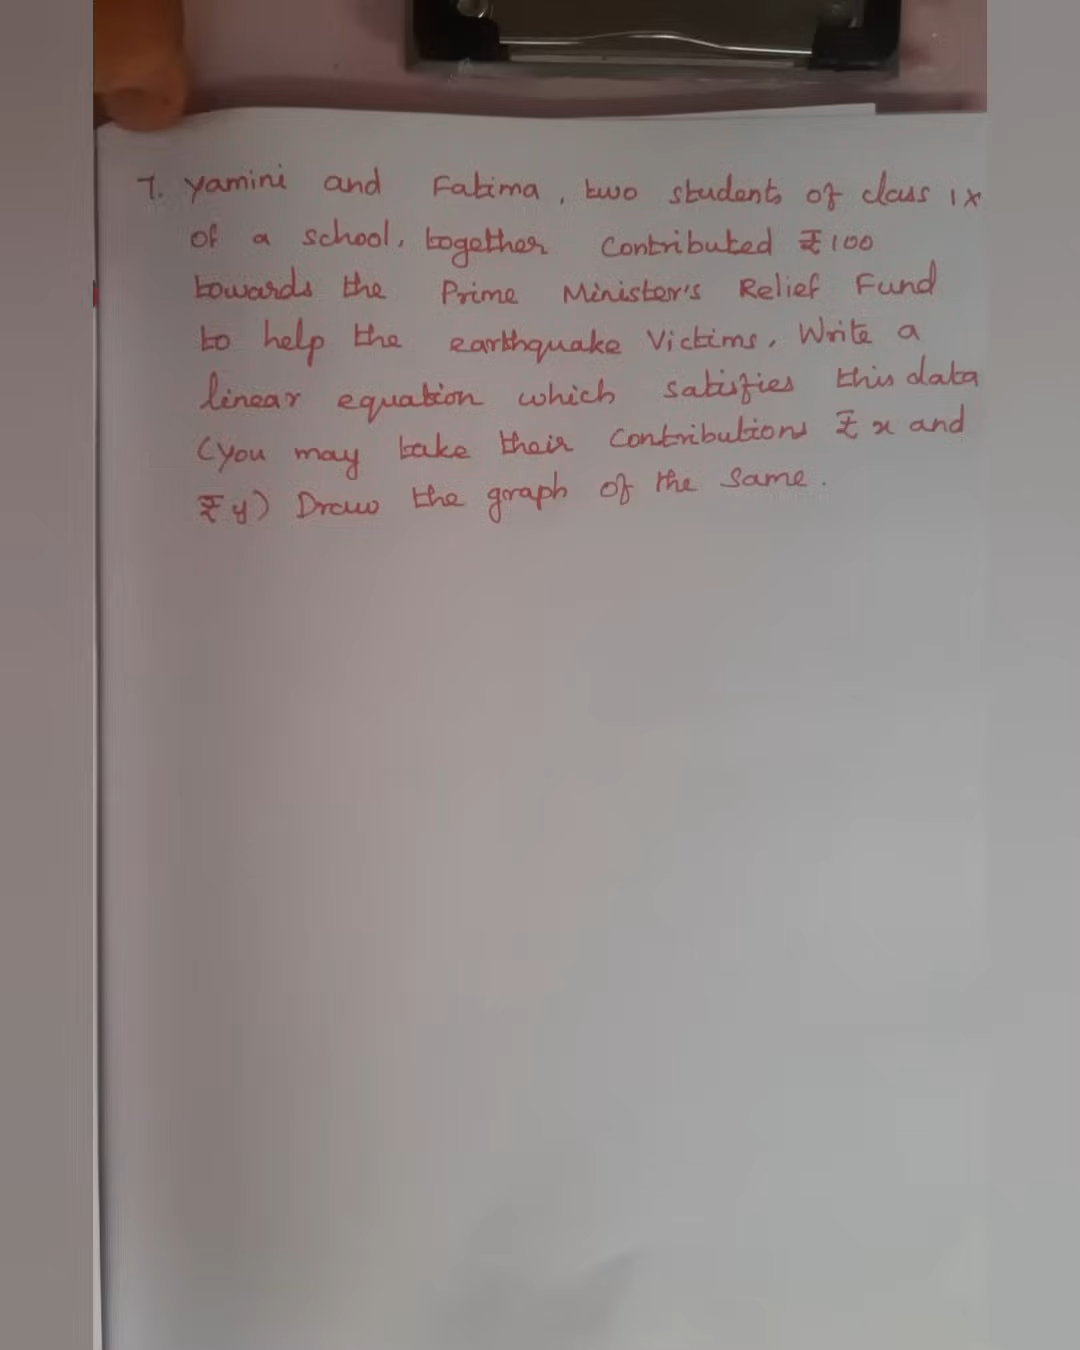 7. Yamini and Fatima, two students of class IX
of a school, together contributed ₹100
towards the Prime Minister's Relief Fund
to help the earthquake Victims. Write a
linear equation which satisfies this data
(you may take their contributions ₹ x and
₹ y) Draw the graph of the same.